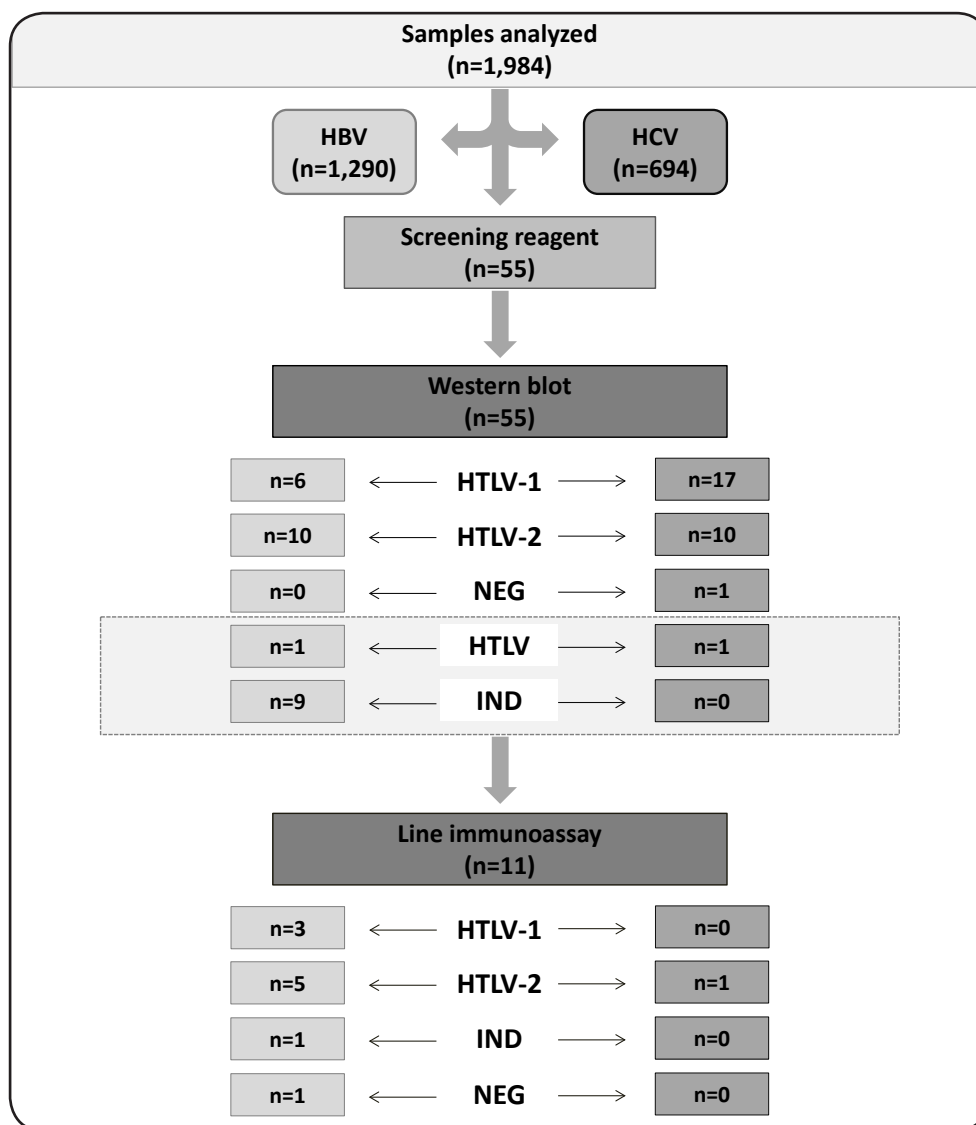 Samples analyzed
(n=1,984)
HBV
(n=1,290)
HCV
(n=694)
Screening reagent
(n=55)
Western blot
(n=55)
n=6 HTLV-1 n=17
n=10 HTLV-2 n=10
n=0 NEG n=1
n=1 HTLV n=1
n=9 IND n=0
Line immunoassay
(n=11)
n=3 HTLV-1 n=0
n=5 HTLV-2 n=1
n=1 IND n=0
n=1 NEG n=0